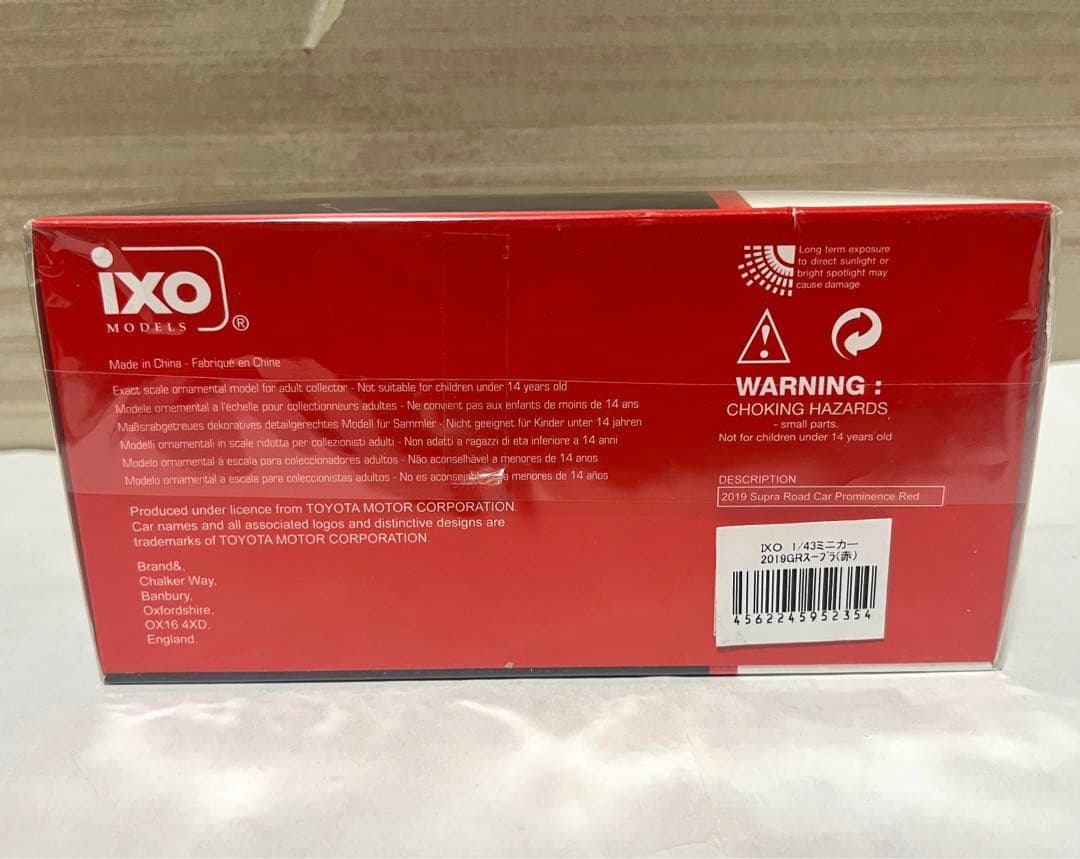 ixo
MODELS
®
Made in China - Fabriqué en Chine
Exact scale ornamental model for adult collector - Not suitable for children under 14 years old
Modele ornemental a l'échelle pour collectionneurs adultes - Ne convient pas aux enfants de moins de 14 ans
Maßsrabgetreues dekoratives detailgerechtes Modell für Sammler - Nicht geeignet für Kinder unter 14 jahren
Modelli ornamentali in scale ridotta per collezionisti adulti - Non adatti a ragazzi di eta inferiore a 14 anni
Modelo ornamental á escala para coleccionadores adultos - Não aconselhável a menores de 14 anos
Modelo ornamental a escala para coleccionistas adultos - No es aconsejable a menores de 14 años
Produced under licence from TOYOTA MOTOR CORPORATION.
Car names and all associated logos and distinctive designs are
trademarks of TOYOTA MOTOR CORPORATION.
Brand&,
Chalker Way,
Banbury,
Oxfordshire,
OX16 4XD,
England.
Long term exposure
to direct sunlight or
bright spotlight may
cause damage
WARNING :
CHOKING HAZARDS,
- small parts.
Not for children under 14 years old
DESCRIPTION
2019 Supra Road Car Prominence Red
IXO 1/43ミニカー
2019GRスープラ(赤)
4562245952354